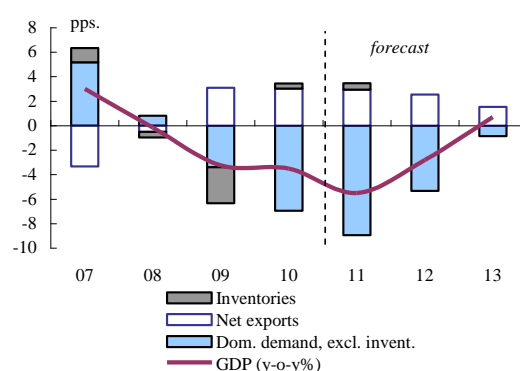 pps.
8
6
4
2
0
-2
-4
-6
-8
-10
forecast
07 08 09 10 11 12 13
Inventories
Net exports
Dom. demand, excl. invent.
GDP (y-o-y%)